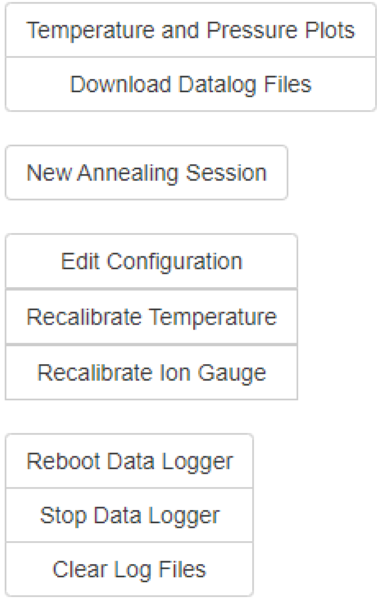 Temperature and Pressure Plots
Download Datalog Files
New Annealing Session
Edit Configuration
Recalibrate Temperature
Recalibrate Ion Gauge
Reboot Data Logger
Stop Data Logger
Clear Log Files